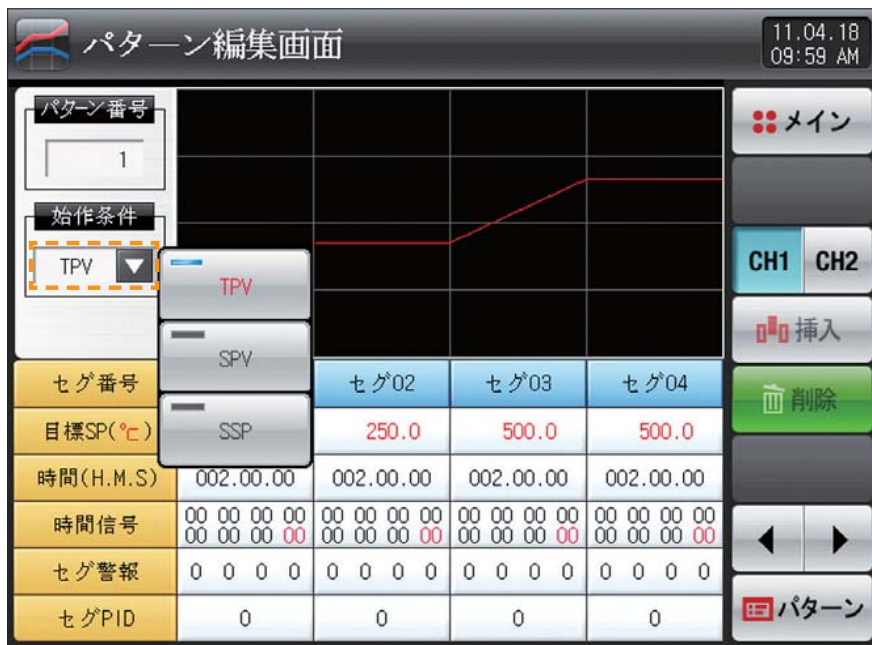 パターン編集画面
11.04.18
09:59 AM
パターン番号
1
始作条件
TPV
TPV
SPV
SSP
メイン
CH1 CH2
挿入
削除
パターン
セグ番号 セグ02 セグ03 セグ04
目標SP(℃) 250.0 500.0 500.0
時間(H.M.S) 002.00.00 002.00.00 002.00.00 002.00.00
時間信号 00 00 00 00 00 00 00 00 00 00 00 00 00 00 00 00
00 00 00 00 00 00 00 00 00 00 00 00 00 00 00 00
セグ警報 0 0 0 0 0 0 0 0 0 0 0 0 0 0 0 0
セグPID 0 0 0 0